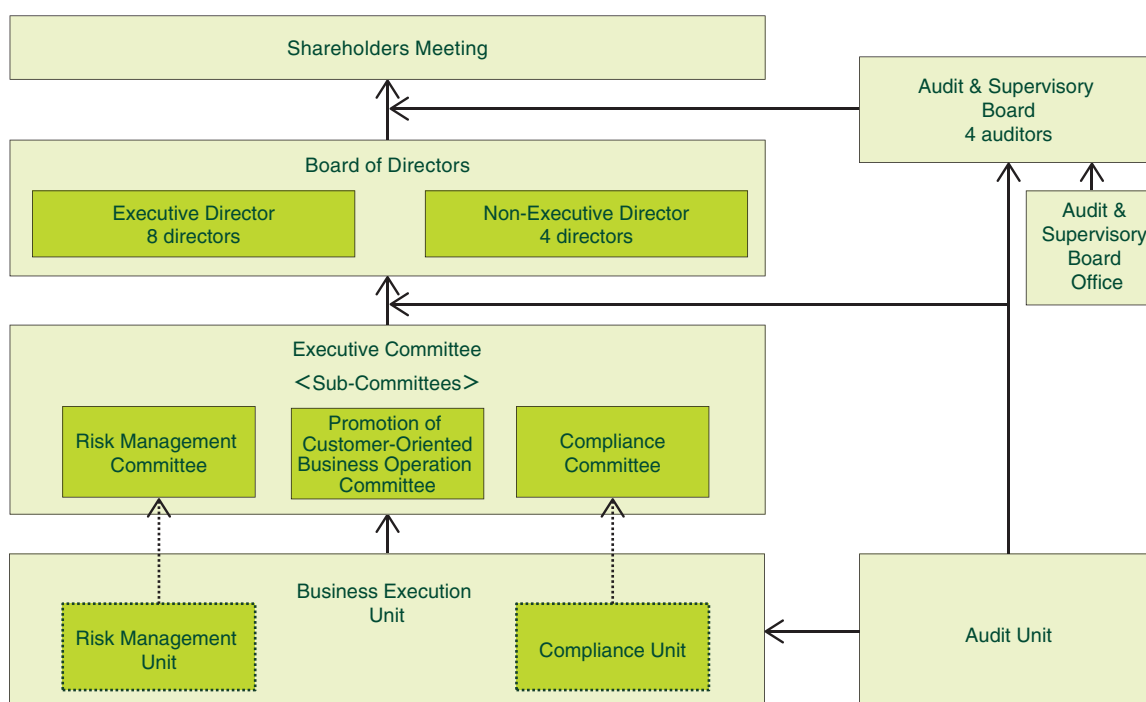 Shareholders Meeting
Audit & Supervisory
Board
4 auditors
Board of Directors
Executive Director
8 directors
Non-Executive Director
4 directors
Audit &
Supervisory
Board
Office
Executive Committee
<Sub-Committees>
Risk Management
Committee
Promotion of
Customer-Oriented
Business Operation
Committee
Compliance
Committee
Business Execution
Unit
Risk Management
Unit
Compliance Unit
Audit Unit